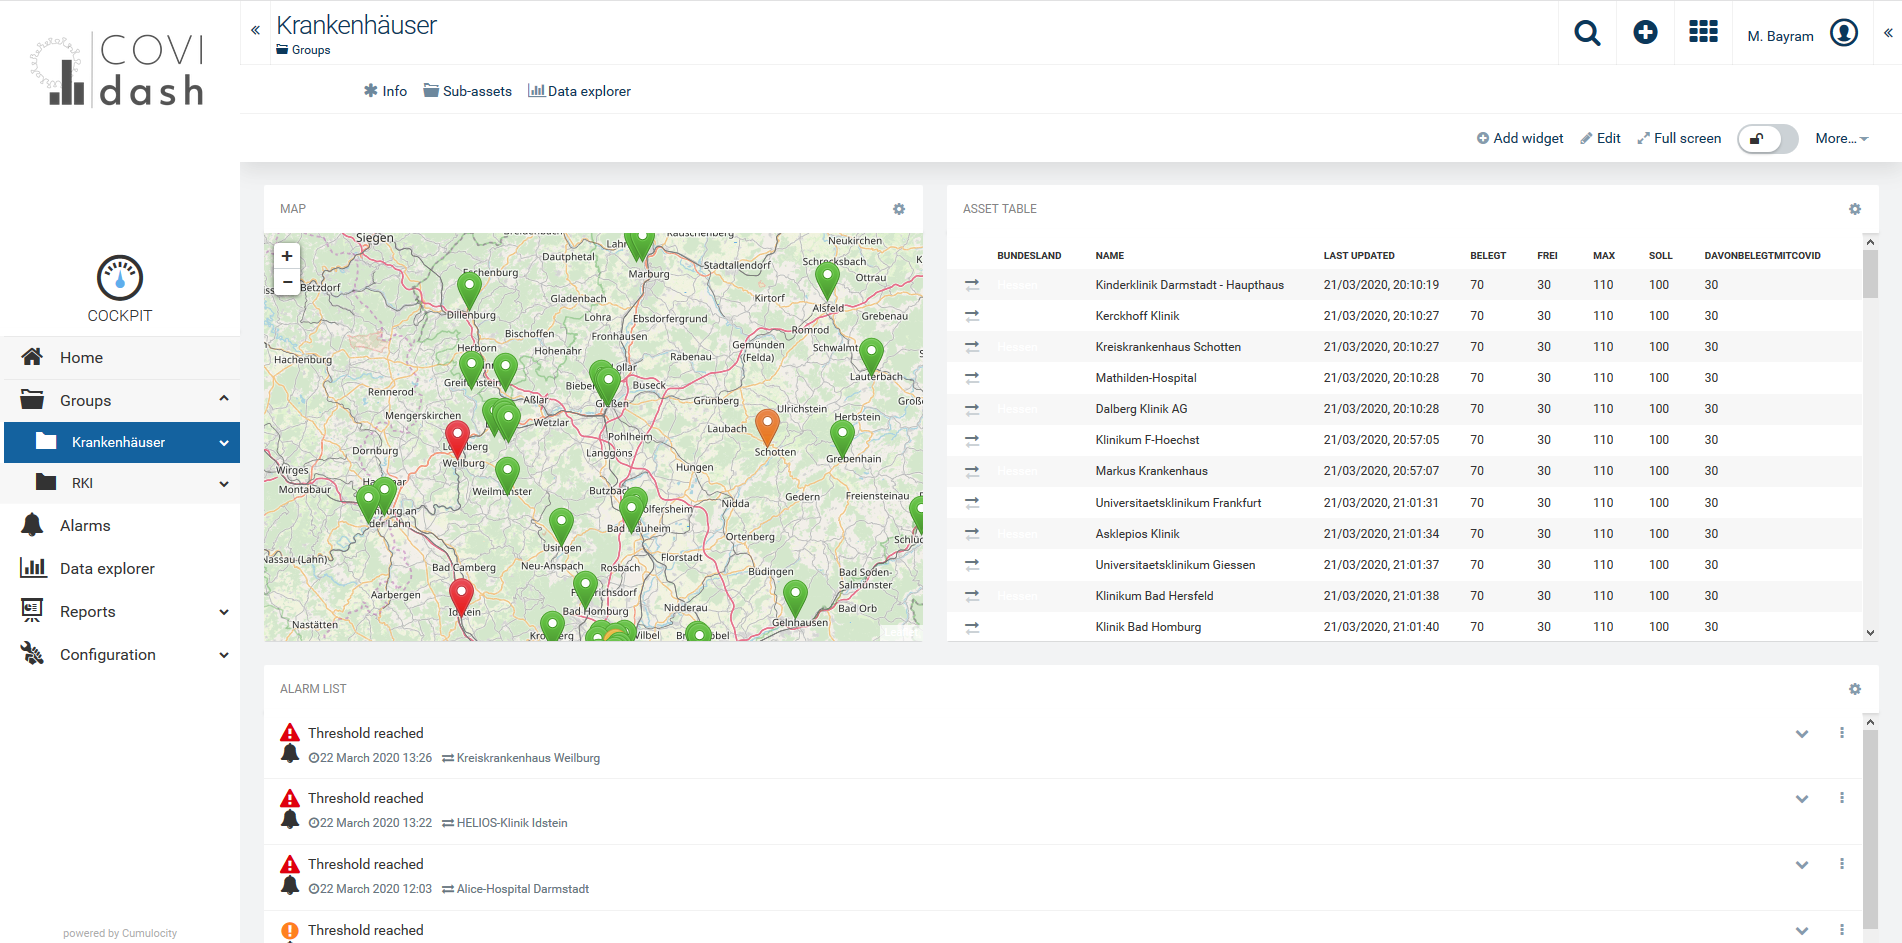 COVI
dash
«
Krankenhäuser
Groups
M. Bayram
«
Info
Sub-assets
Data explorer
Add widget
Edit
Full screen
More...
COCKPIT
Home
Groups
Krankenhäuser
RKI
Alarms
Data explorer
Reports
Configuration
powered by Cumulocity
MAP
+
−
Siegen
Dautphetal
Marburg
Stadtallendorf
Neukirchen
Schrecksbach
Ottrau
Betzdorf
Dillenburg
Gladenbach
Kirtorf
Alsfeld
Grebenau
Lohra
Ebsdorfergrund
Bischoffen
Fronhausen
Romrod
Hachenburg
Herborn
Hohenahr
Lollar
Rabenau
Gemünden
(Felda)
Schwalmt
Lauterbach
Rennerod
Buseck
Mengerskirchen
Aßlar
Gießen
Grünberg
Ulrichstein
Herbstein
Wetzlar
Pohlheim
Laubach
Schotten
Grebenhain
Dornburg
Weilburg
Langgöns
Hungen
Wirges
Montabaur
Weilmünster
Butzbach
Nidda
Gedern
Freiensteinau
der Lahn
Usingen
Ortenberg
Florstadt
Bad Camberg
Neu-Anspach
Rosbach
Büdingen
Bad Soden-
Salmünster
Aarbergen
Bad Homburg
Nidderau
Bad Orb
Nastätten
Gelnhausen
ASSET TABLE
BUNDESLAND NAME LAST UPDATED BELEGT FREI MAX SOLL DAVONBELEGTMITCOVID
Hessen Kinderklinik Darmstadt - Haupthaus 21/03/2020, 20:10:19 70 30 110 100 30
Kerckhoff Klinik 21/03/2020, 20:10:27 70 30 110 100 30
Hessen Kreiskrankenhaus Schotten 21/03/2020, 20:10:27 70 30 110 100 30
Mathilden-Hospital 21/03/2020, 20:10:28 70 30 110 100 30
Hessen Dalberg Klinik AG 21/03/2020, 20:10:28 70 30 110 100 30
Klinikum F-Hoechst 21/03/2020, 20:57:05 70 30 110 100 30
Hessen Markus Krankenhaus 21/03/2020, 20:57:07 70 30 110 100 30
Universitaetsklinikum Frankfurt 21/03/2020, 21:01:31 70 30 110 100 30
Hessen Asklepios Klinik 21/03/2020, 21:01:34 70 30 110 100 30
Universitaetsklinikum Giessen 21/03/2020, 21:01:37 70 30 110 100 30
Hessen Klinikum Bad Hersfeld 21/03/2020, 21:01:38 70 30 110 100 30
Klinik Bad Homburg 21/03/2020, 21:01:40 70 30 110 100 30
ALARM LIST
Threshold reached
22 March 2020 13:26 Kreiskrankenhaus Weilburg
Threshold reached
22 March 2020 13:22 HELIOS-Klinik Idstein
Threshold reached
22 March 2020 12:03 Alice-Hospital Darmstadt
Threshold reached